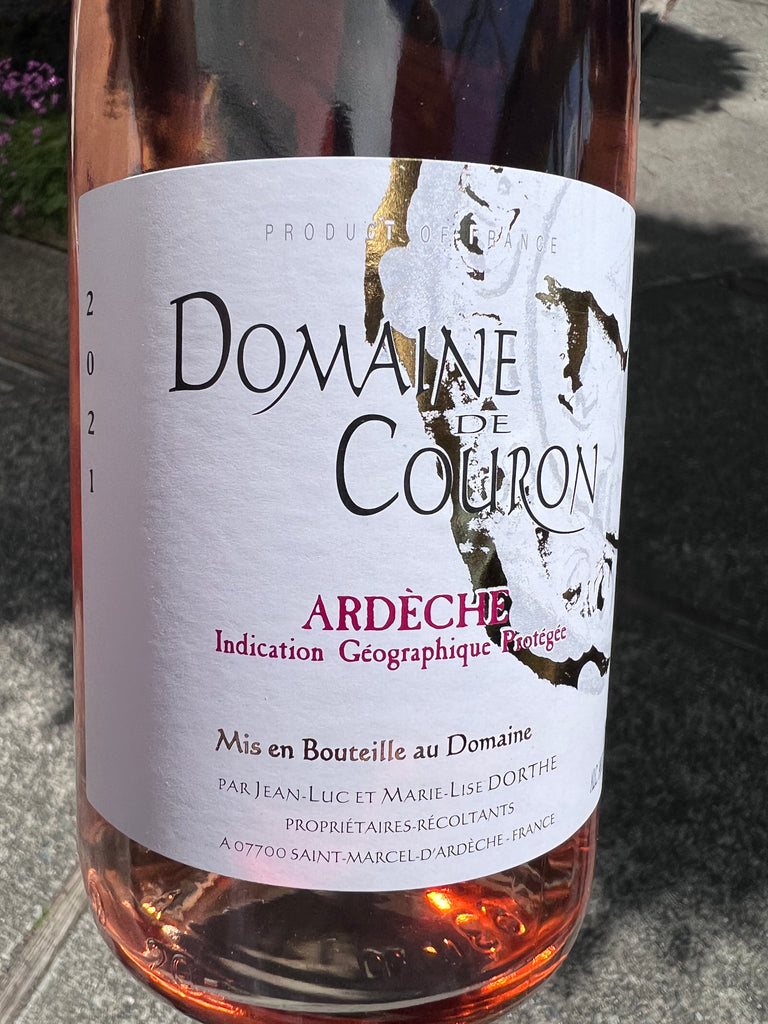 PRODUCT OF FRANCE
2021
DOMAINE
DE
COURON
ARDÈCHE
Indication Géographique Protégée
Mis en Bouteille au Domaine
PAR JEAN-LUC ET MARIE-LISE DORTHE
PROPRIÉTAIRES-RÉCOLTANTS
A 07700 SAINT-MARCEL-D'ARDÈCHE - FRANCE